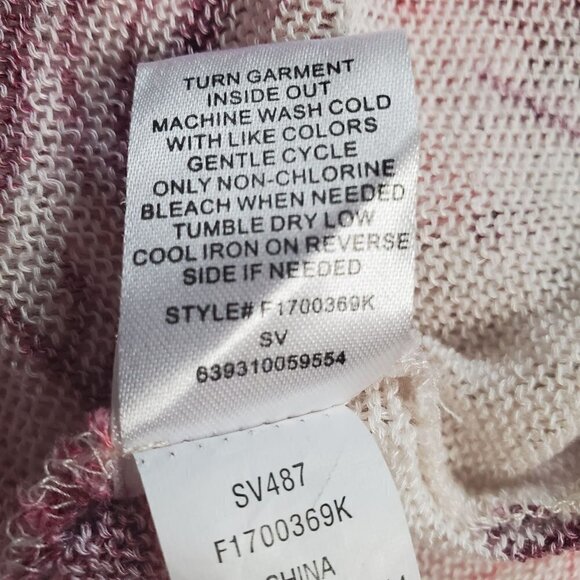 TURN GARMENT
INSIDE OUT
MACHINE WASH COLD
WITH LIKE COLORS
GENTLE CYCLE
ONLY NON-CHLORINE
BLEACH WHEN NEEDED
TUMBLE DRY LOW
COOL IRON ON REVERSE
SIDE IF NEEDED
STYLE# F1700369K
SV
639310059554
SV487
F1700369K
CHINA